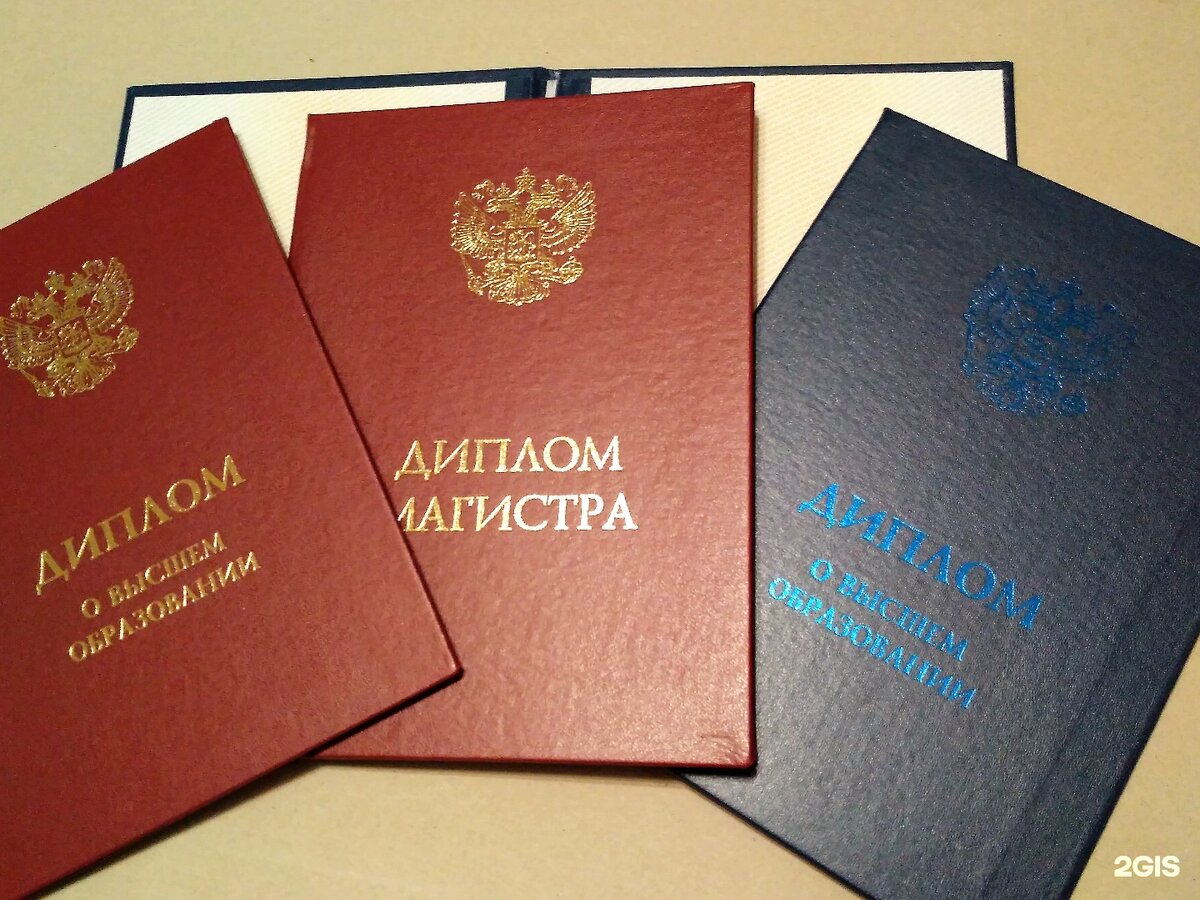 ДИПЛОМ
О ВЫСШЕМ
ОБРАЗОВАНИИ
ДИПЛОМ
МАГИСТРА
ДИПЛОМ
О ВЫСШЕМ
ОБРАЗОВАНИИ
2GIS